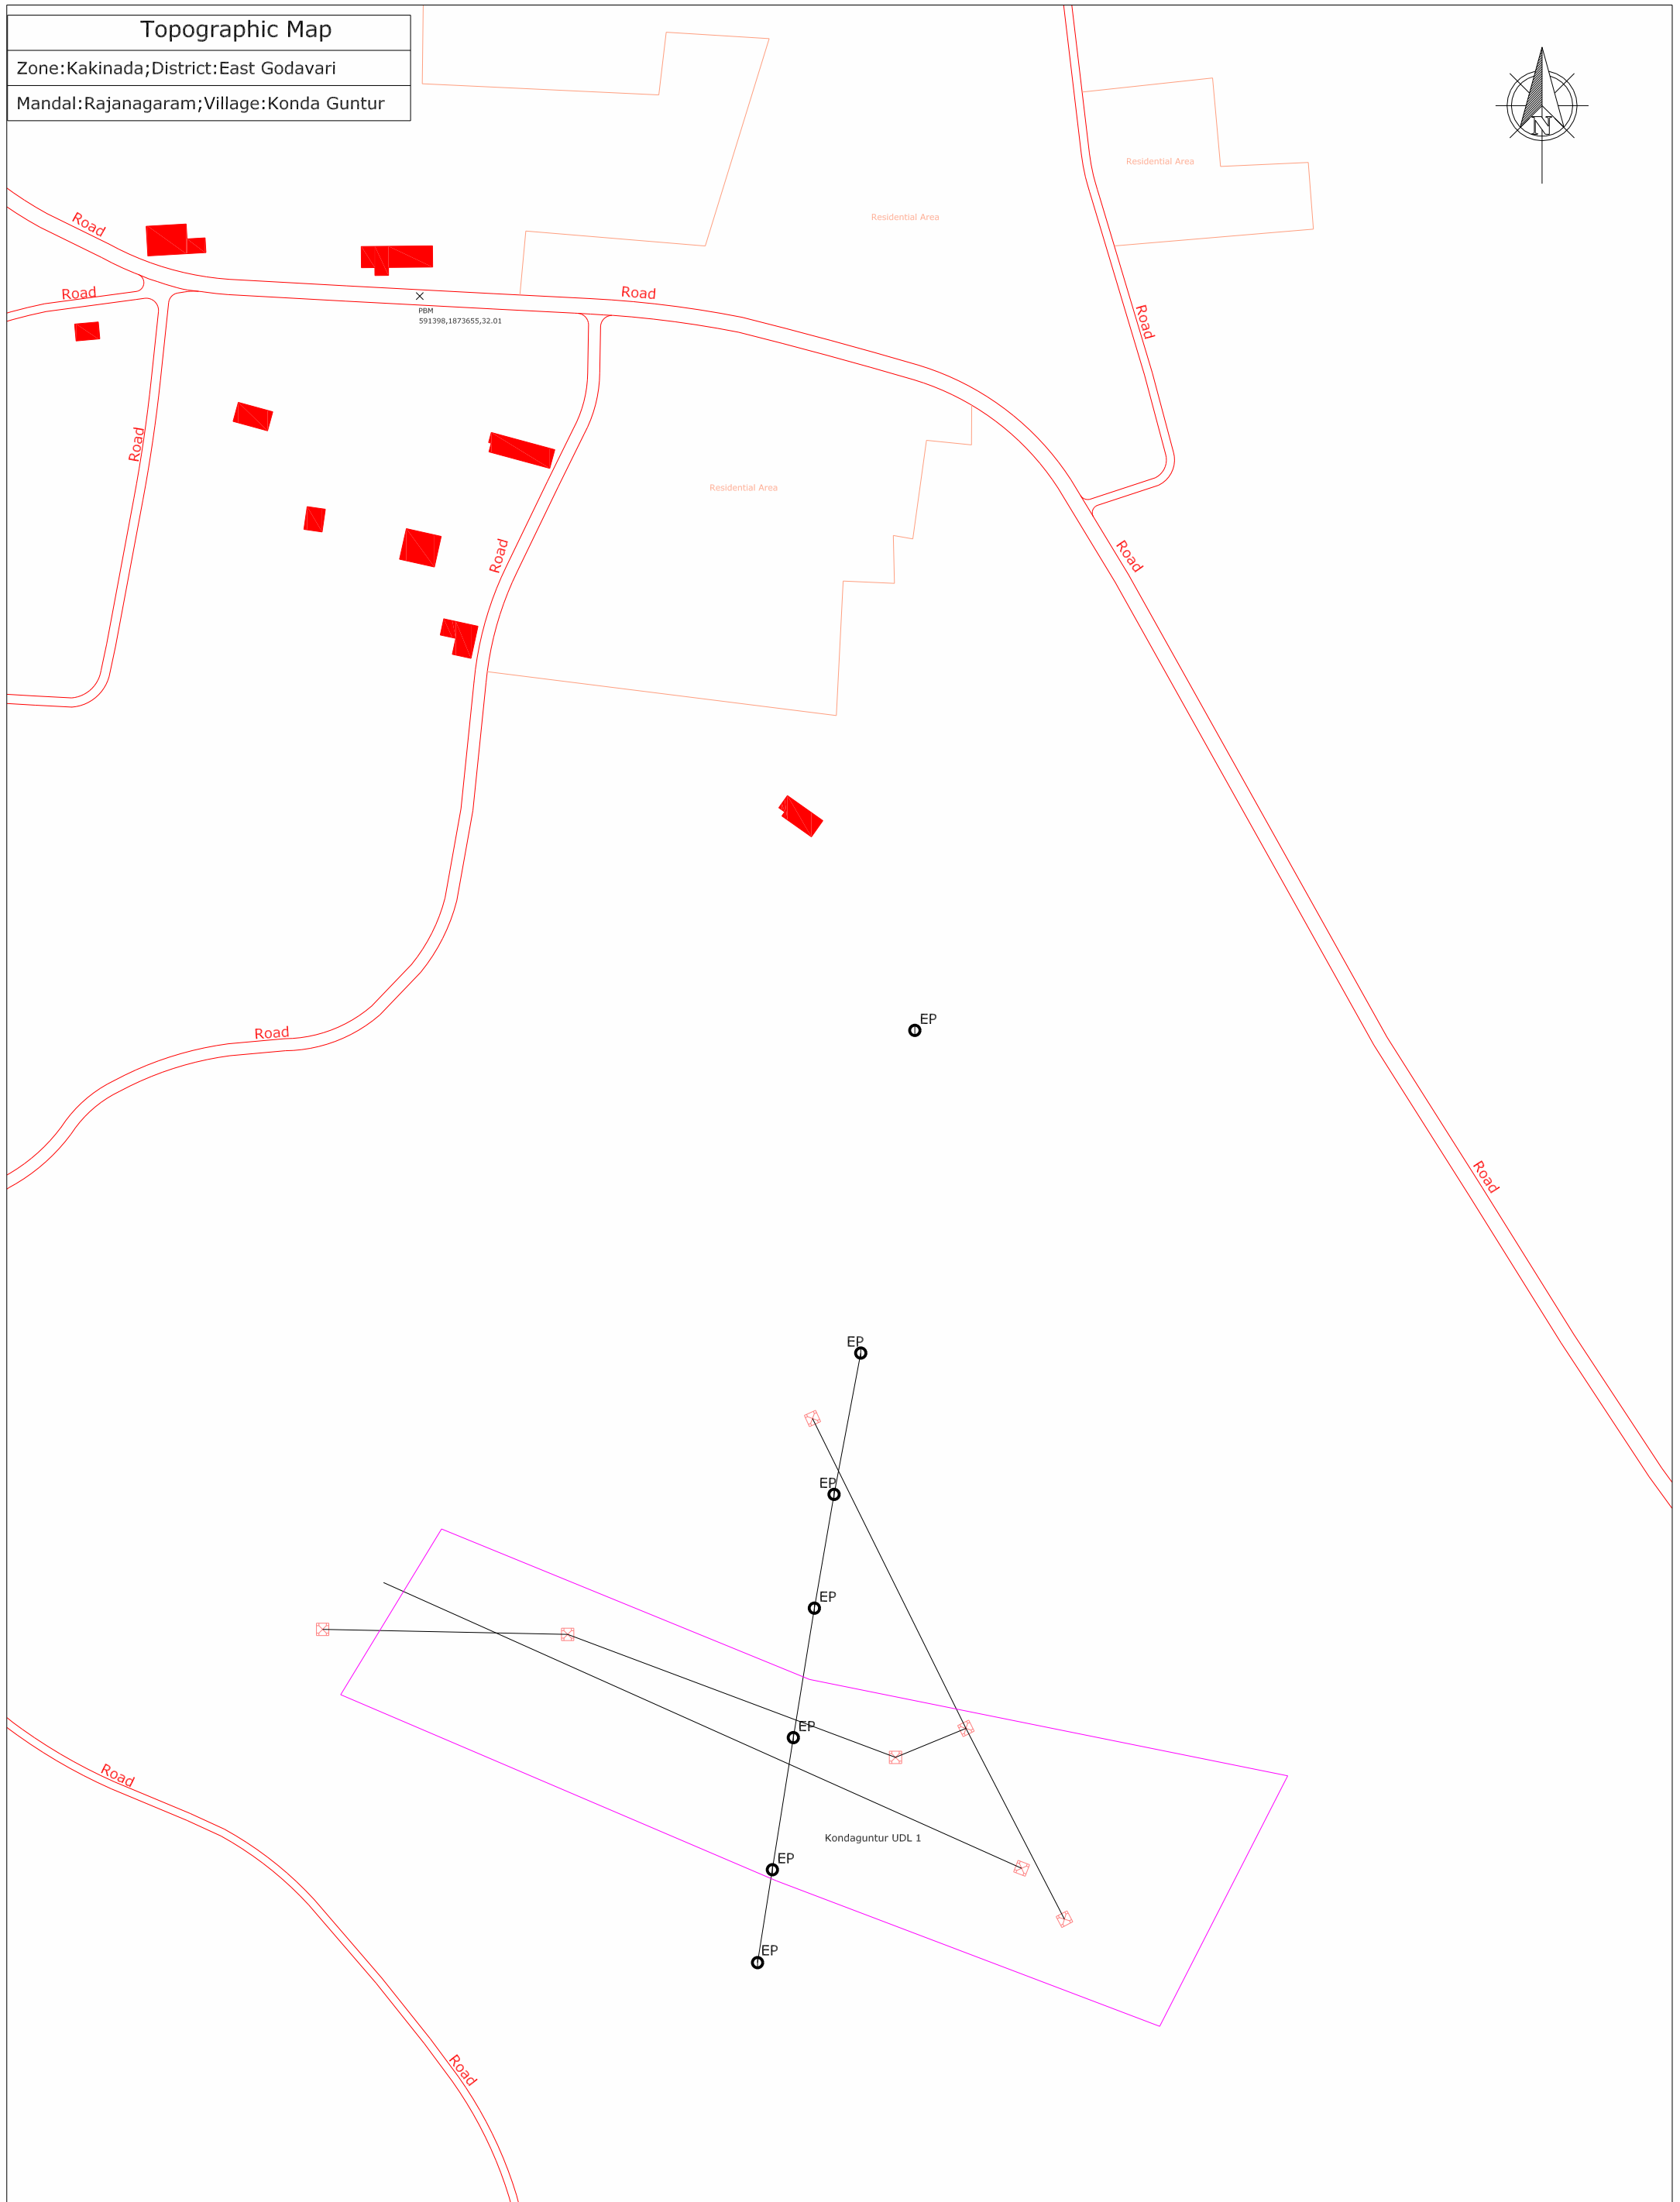 Topographic Map
Zone:Kakinada;District:East Godavari
Mandal:Rajanagaram;Village:Konda Guntur
N
Residential Area
Residential Area
Road
Road
Road
Road
PBM
591398,1873655,32.01
Road
Residential Area
Road
Road
EP
Road
Road
EP
EP
EP
EP
Road
Kondaguntur UDL 1
EP
EP
Road